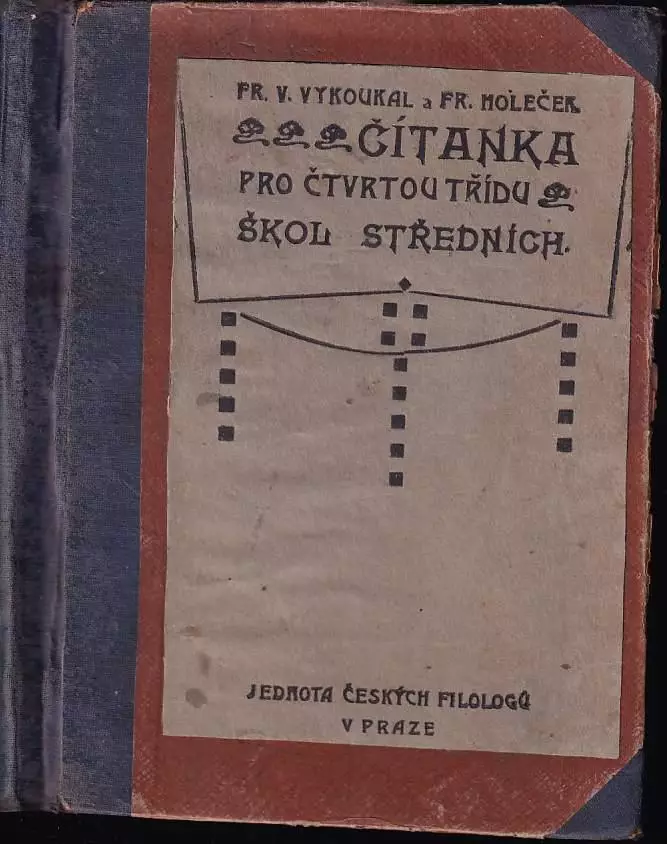 FR. V. VYKOUKAL a FR. HOLEČEK
ČÍTANKA
PRO ČTVRTOU TŘÍDU
ŠKOL STŘEDNÍCH.
JEDNOTA ČESKÝCH FILOLOGŮ
V PRAZE